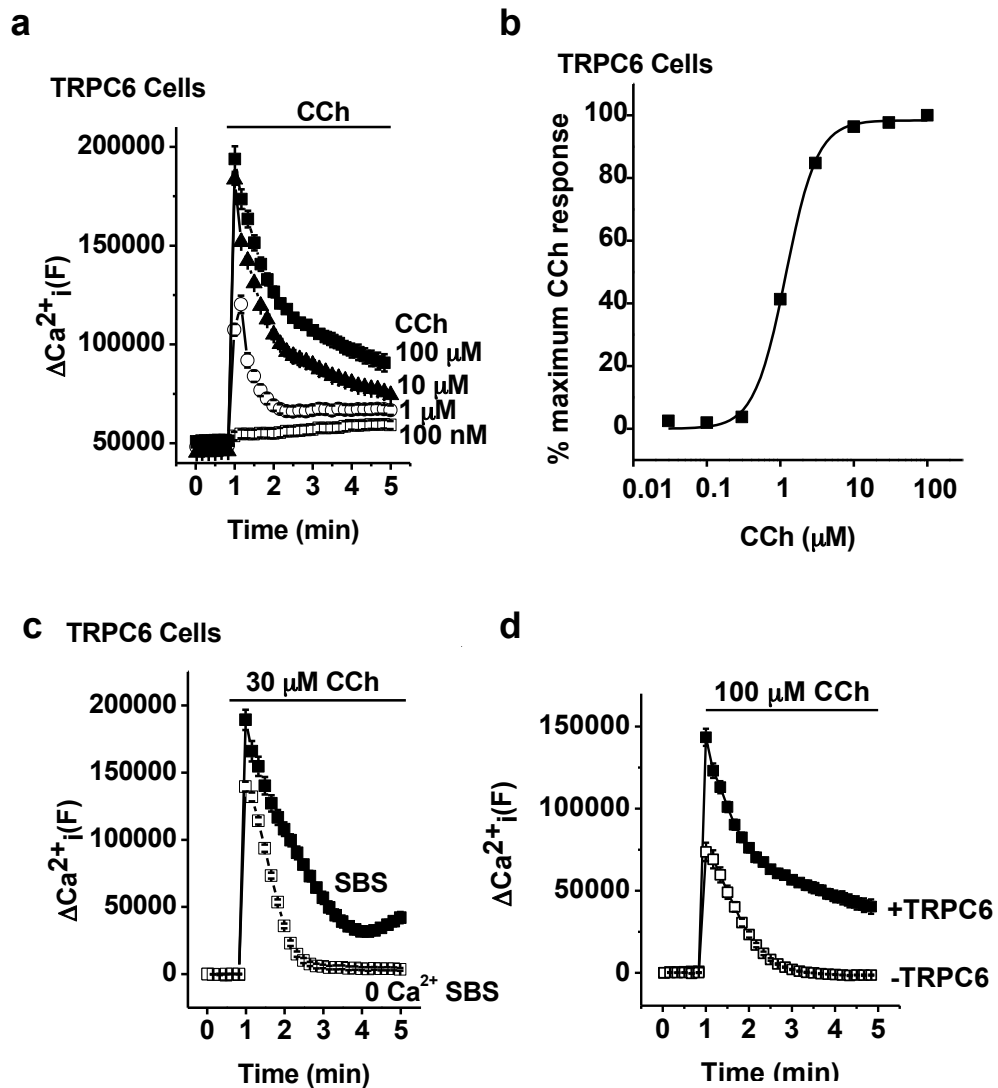 a
TRPC6 Cells
CCh
200000
150000
100000
50000
ΔCa2+i(F)
CCh
100 μM
10 μM
1 μM
100 nM
0 1 2 3 4 5
Time (min)
b
TRPC6 Cells
100
80
60
40
20
0
% maximum CCh response
0.01 0.1 1 10 100
CCh (μM)
c TRPC6 Cells
30 μM CCh
200000
150000
100000
50000
0
ΔCa2+i(F)
SBS
0 Ca2+ SBS
0 1 2 3 4 5
Time (min)
d
100 μM CCh
150000
100000
50000
0
ΔCa2+i(F)
+TRPC6
-TRPC6
0 1 2 3 4 5
Time (min)